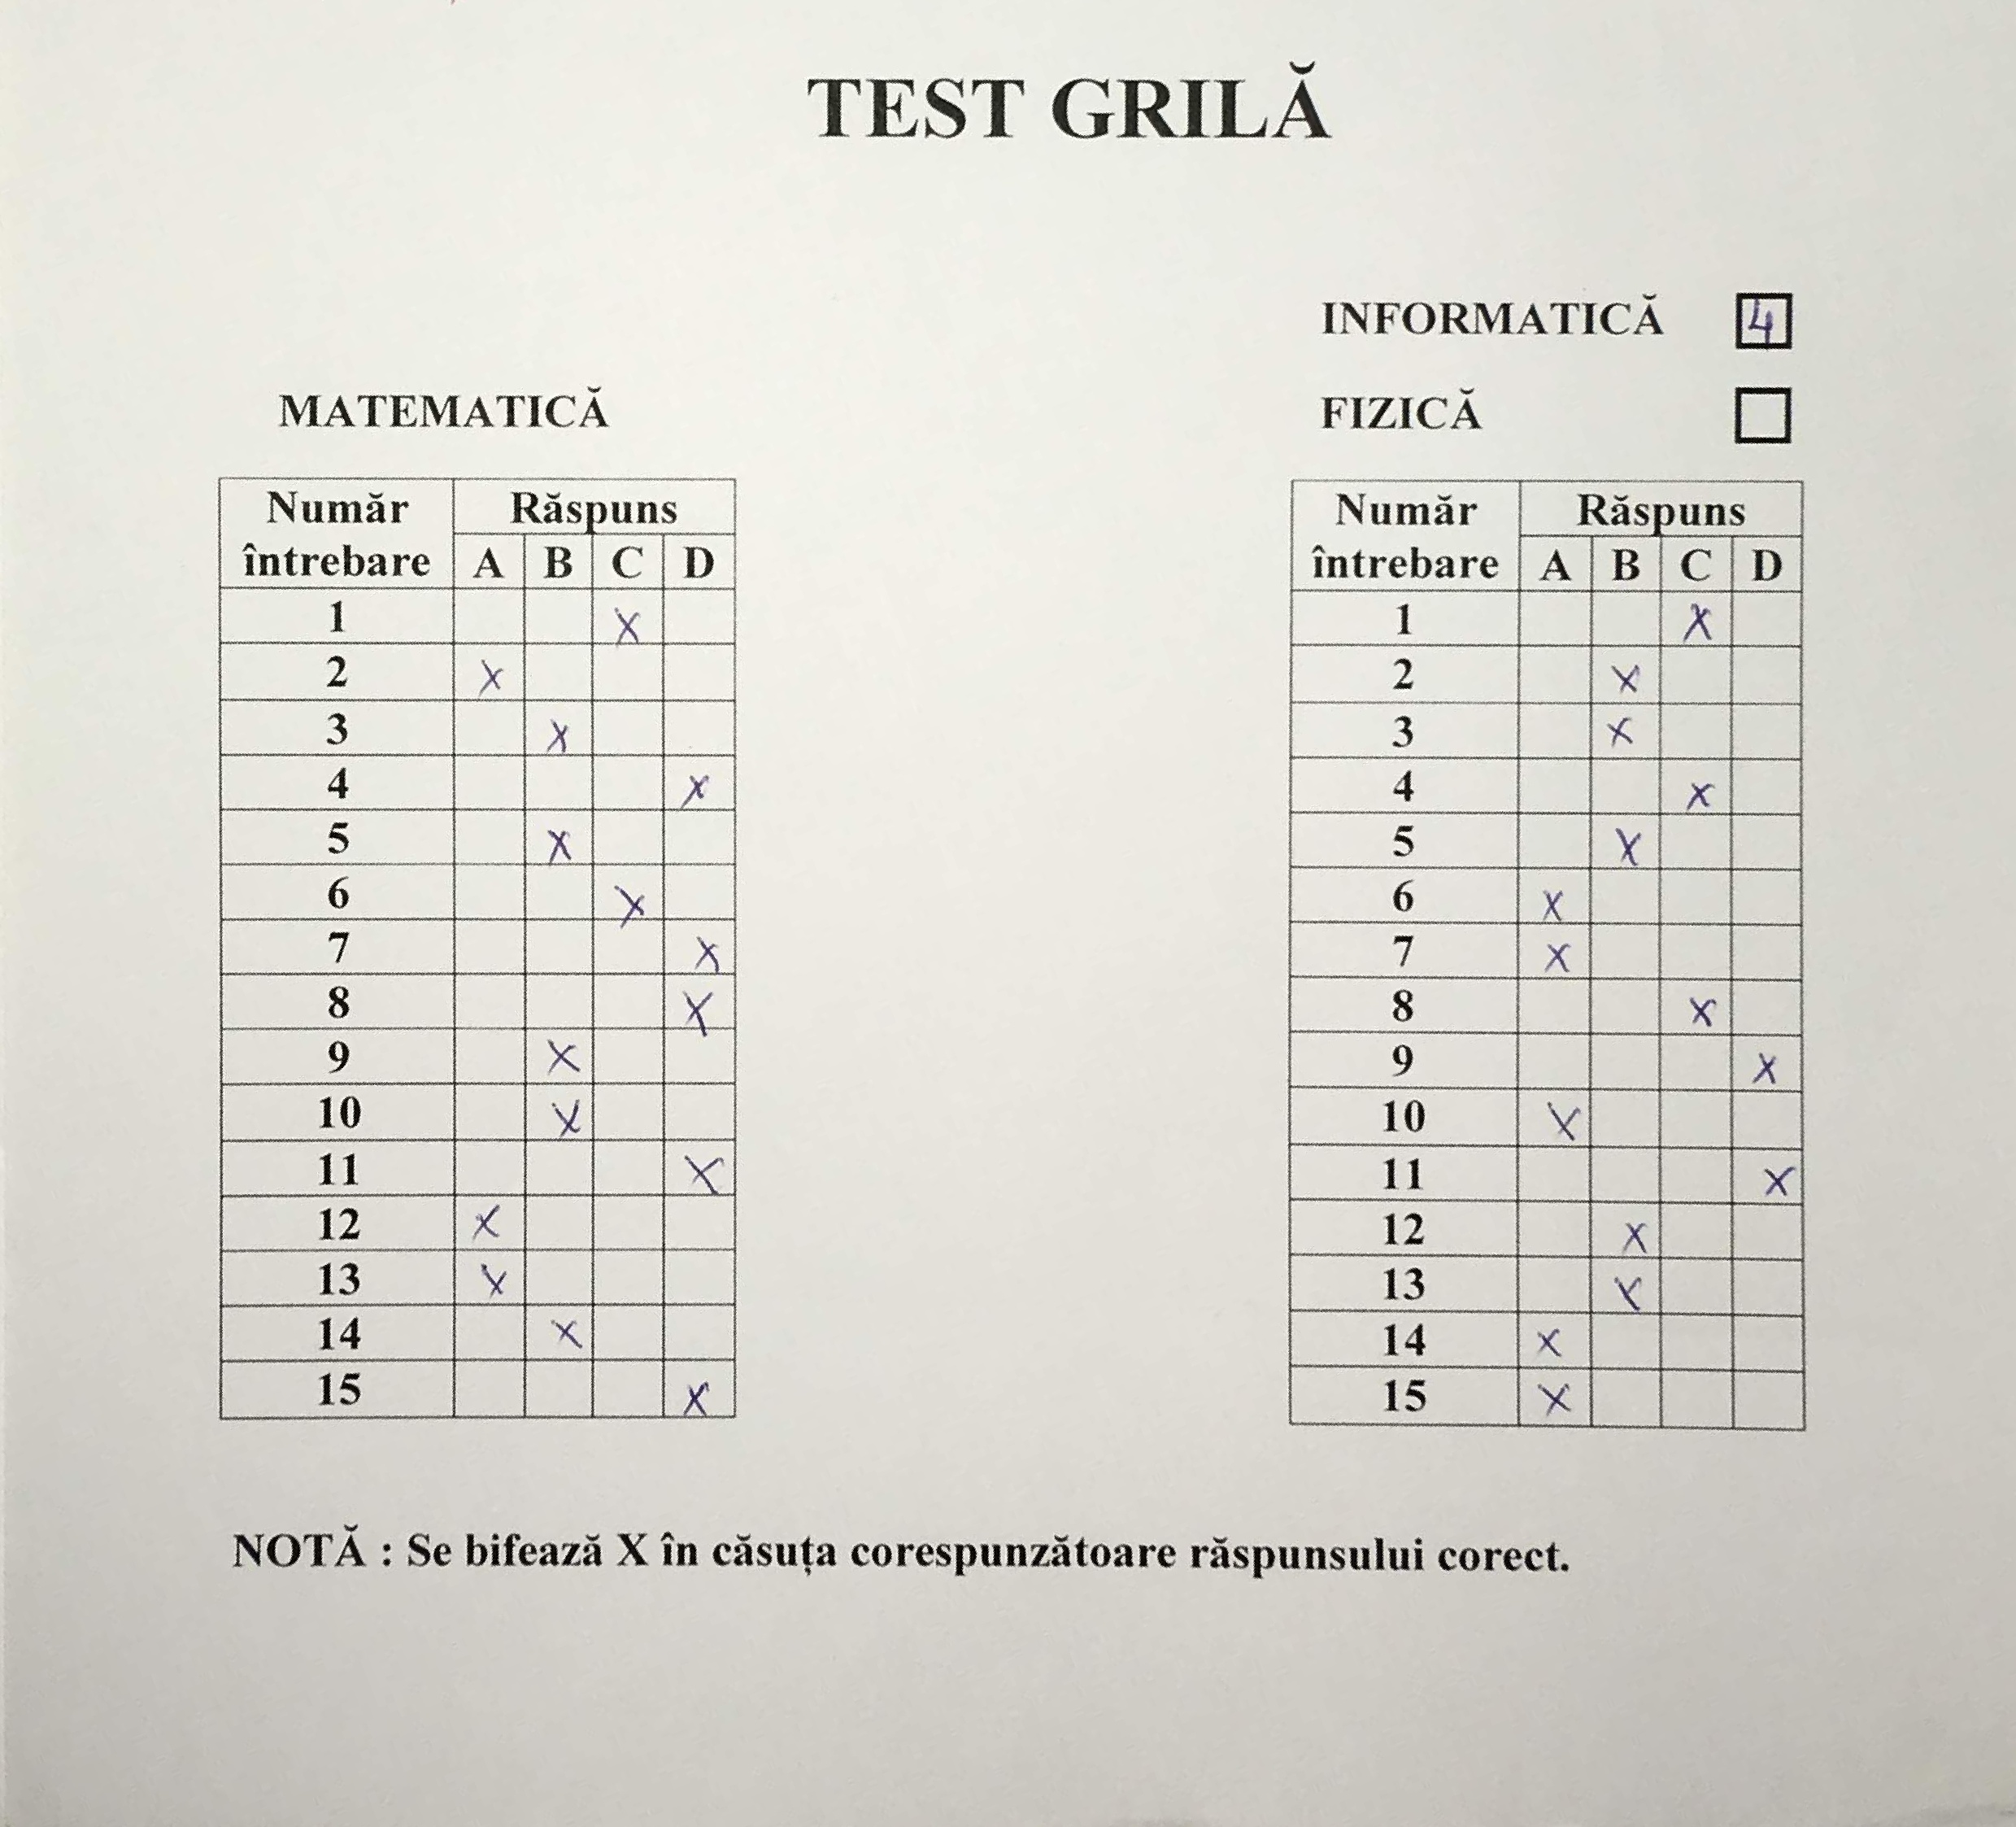 TEST GRILĂ
INFORMATICĂ 4
MATEMATICĂ
FIZICĂ
Număr întrebare Răspuns
A B C D
1 X
2 X
3 X
4 X
5 X
6 X
7 X
8 X
9 X
10 X
11 X
12 X
13 X
14 X
15 X
Număr întrebare Răspuns
A B C D
1 X
2 X
3 X
4 X
5 X
6 X
7 X
8 X
9 X
10 X
11 X
12 X
13 X
14 X
15 X
NOTĂ : Se bifează X în căsuța corespunzătoare răspunsului corect.